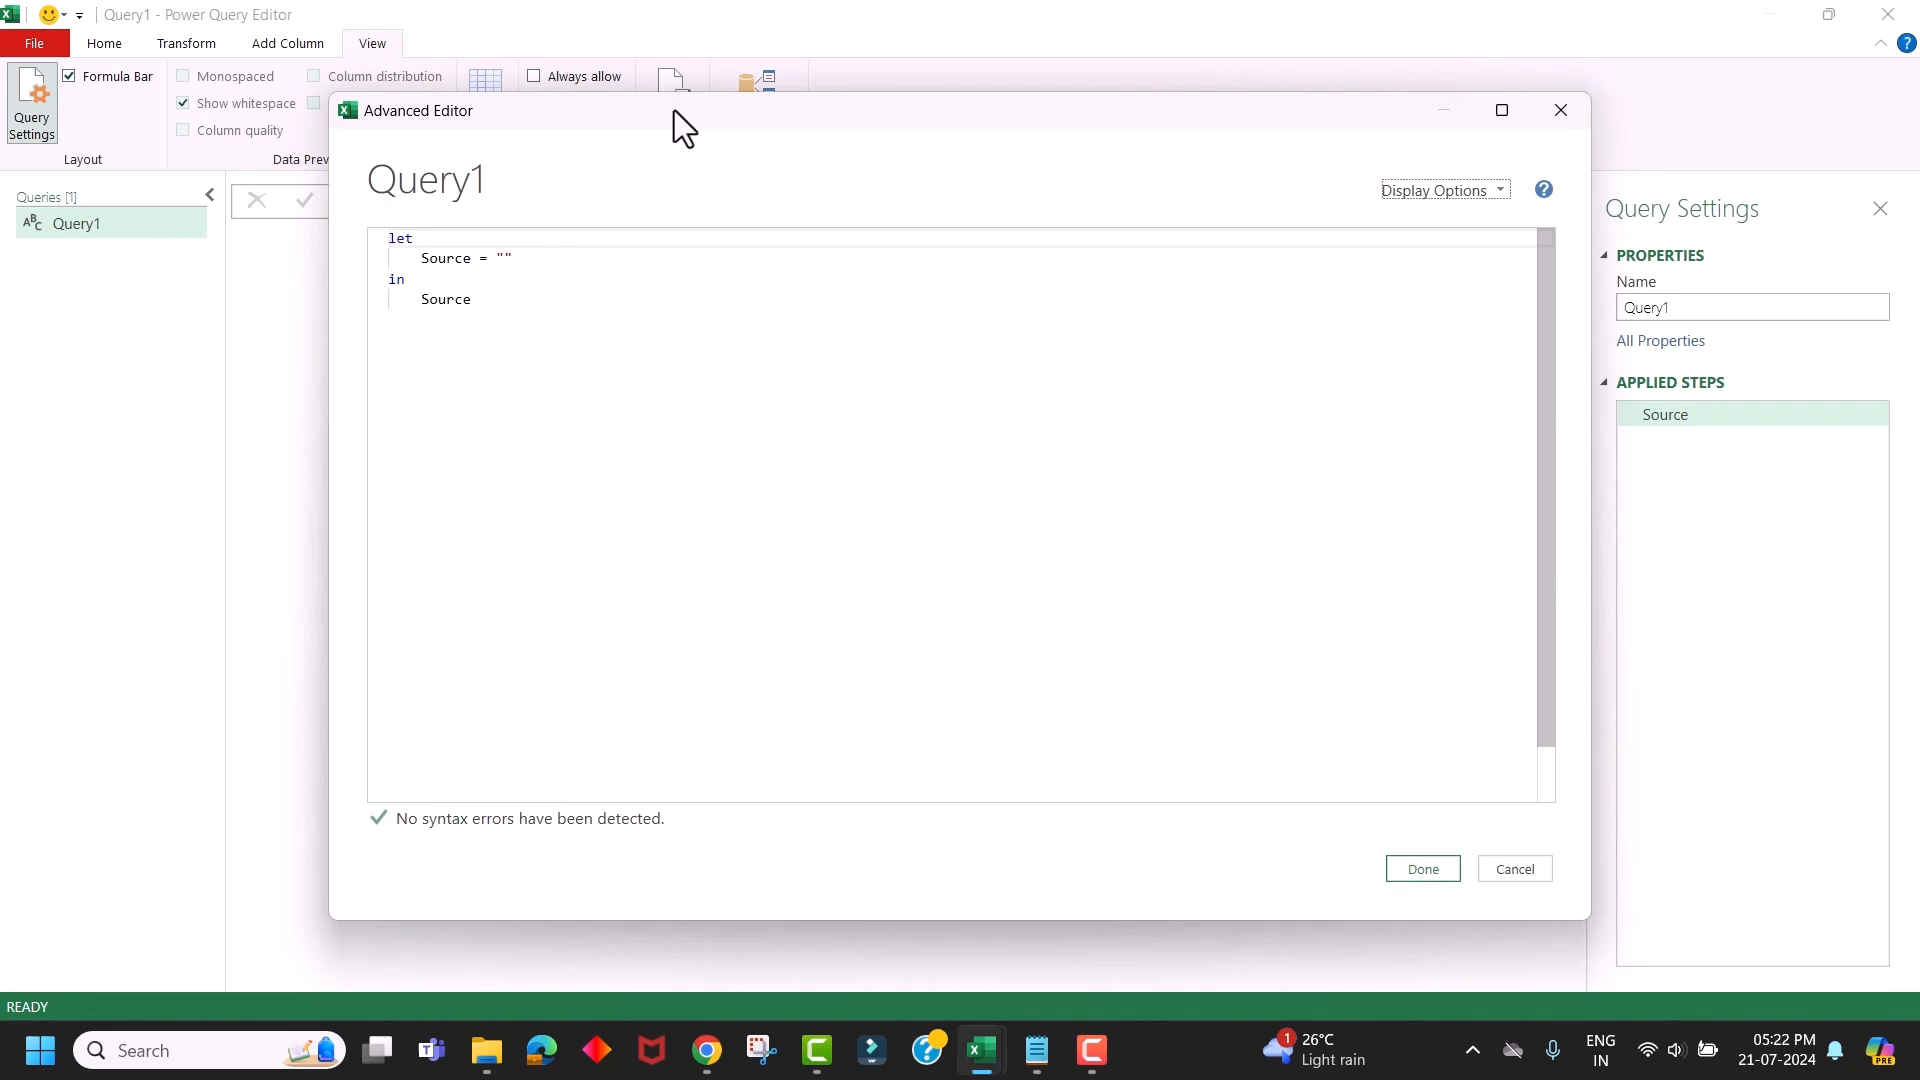 Query1 - Power Query Editor
File
Home
Transform
Add Column
View
?
Query
Settings
Formula Bar
Monospaced
Show whitespace
Column quality
Column distribution
Always allow
Layout
Data Prev
Advanced Editor
Query1
Display Options
?
let
Source = ""
in
Source
No syntax errors have been detected.
Done
Cancel
Queries [1]
ABC Query1
Query Settings
PROPERTIES
Name
Query1
All Properties
APPLIED STEPS
Source
READY
Search
1
26°C
Light rain
ENG
IN
05:22 PM
21-07-2024
PRE